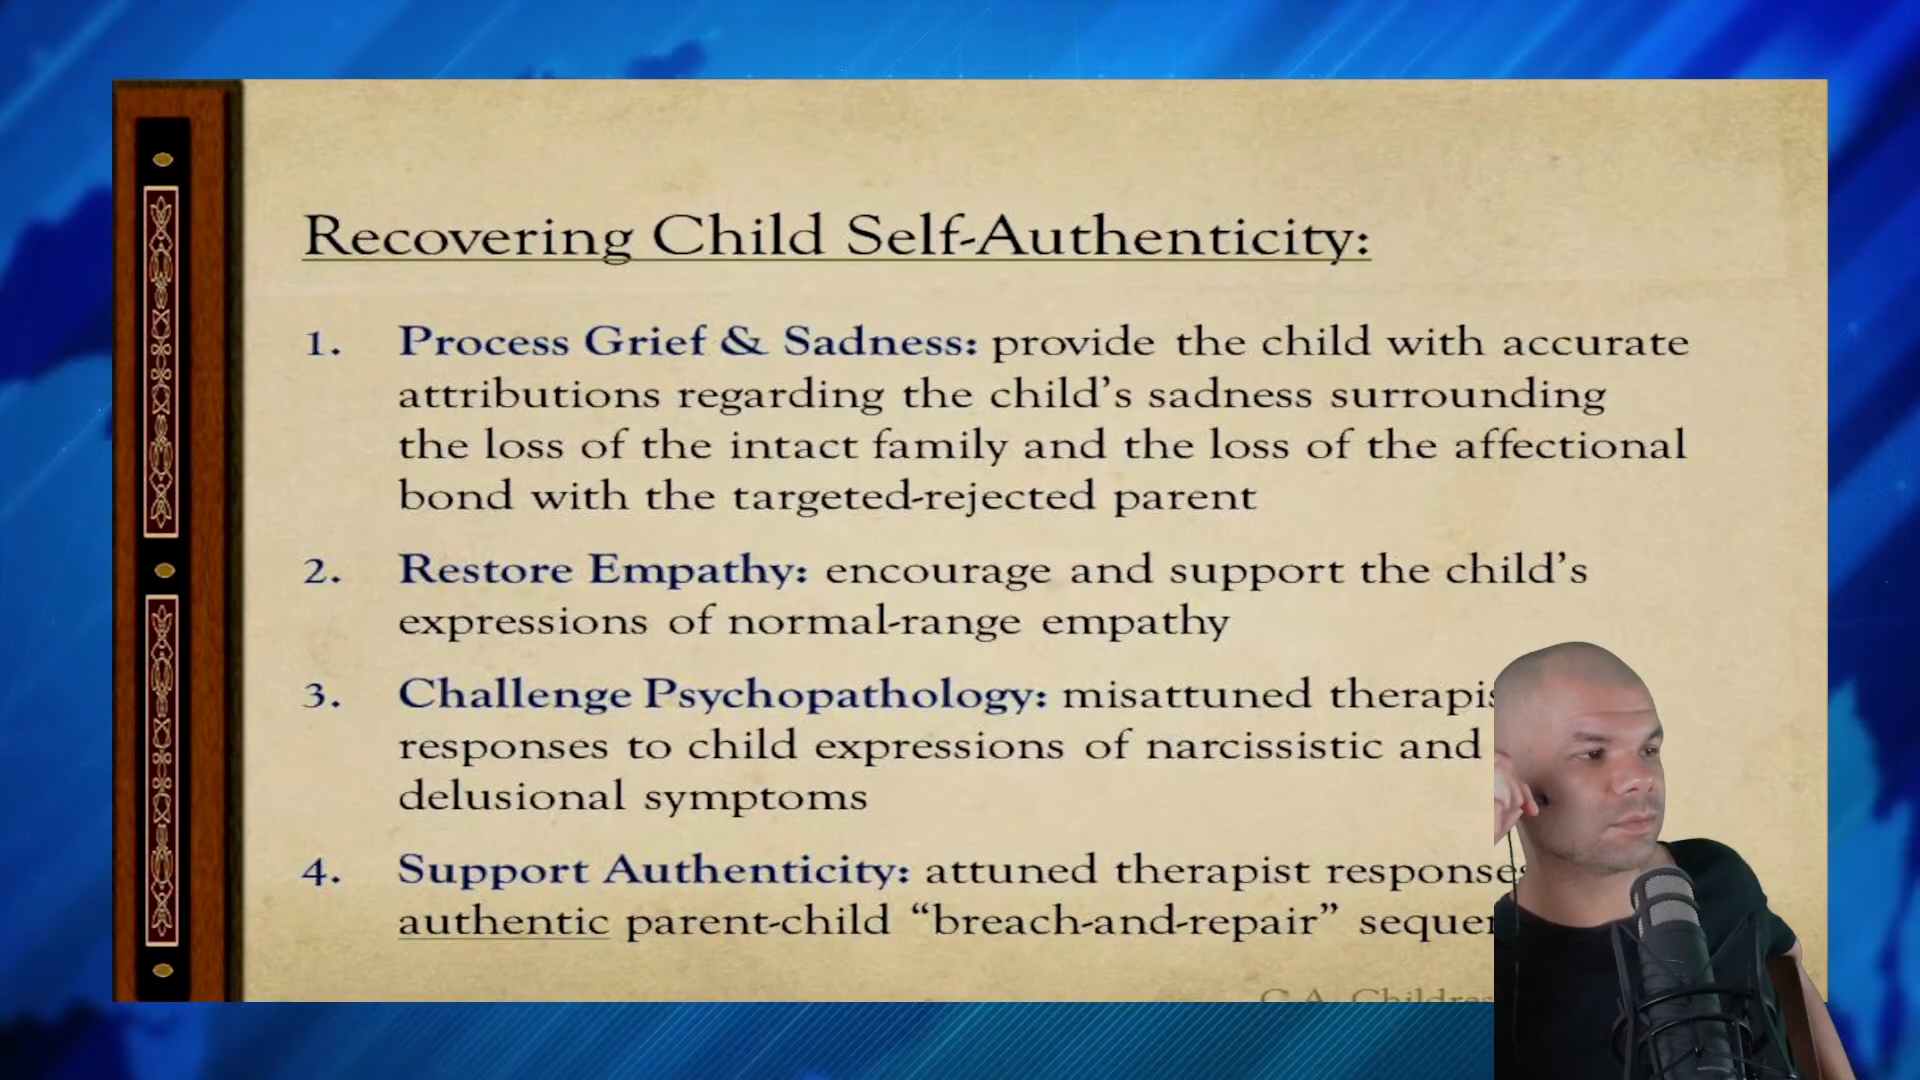 Recovering Child Self-Authenticity:
1. Process Grief & Sadness: provide the child with accurate
attributions regarding the child's sadness surrounding
the loss of the intact family and the loss of the affectional
bond with the targeted-rejected parent
2. Restore Empathy: encourage and support the child's
expressions of normal-range empathy
3. Challenge Psychopathology: misattuned
responses to child expressions of narcissistic and
delusional symptoms
4. Support Authenticity: attuned therapist
authentic parent-child “breach-and-repair”
C.A.